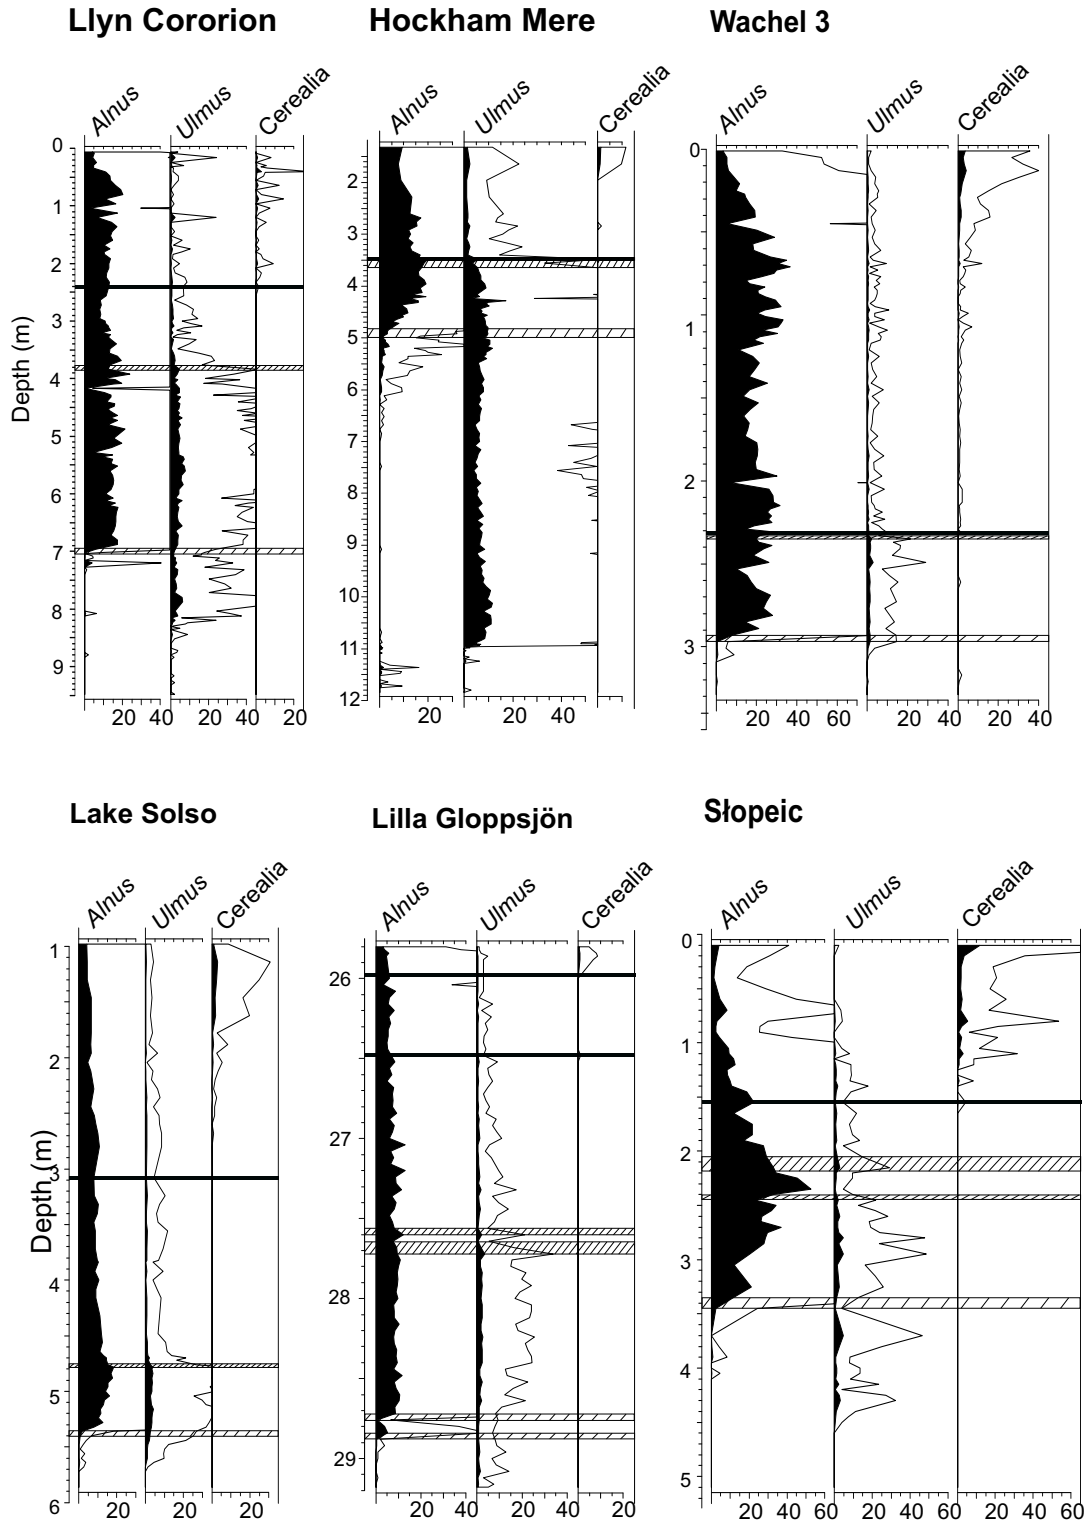 Llyn Cororion
Alnus Ulmus Cerealia
Depth (m)
0
1
2
3
4
5
6
7
8
9
20 20 40 20
Hockham Mere
Alnus Ulmus Cerealia
2
3
4
5
6
7
8
9
10
11
12
20 20 40 20
Wachel 3
Alnus Ulmus Cerealia
0
1
2
3
20 40 60 20 40 0 20 40
Lake Solso
Alnus Ulmus Cerealia
Depth (m)
1
2
3
4
5
6
20 20 20
Lilla Gloppsjön
Alnus Ulmus Cerealia
26
27
28
29
20 40 20 40 20
Słopeic
Alnus Ulmus Cerealia
0
1
2
3
4
5
20 40 60 20 40 60 20 40 60